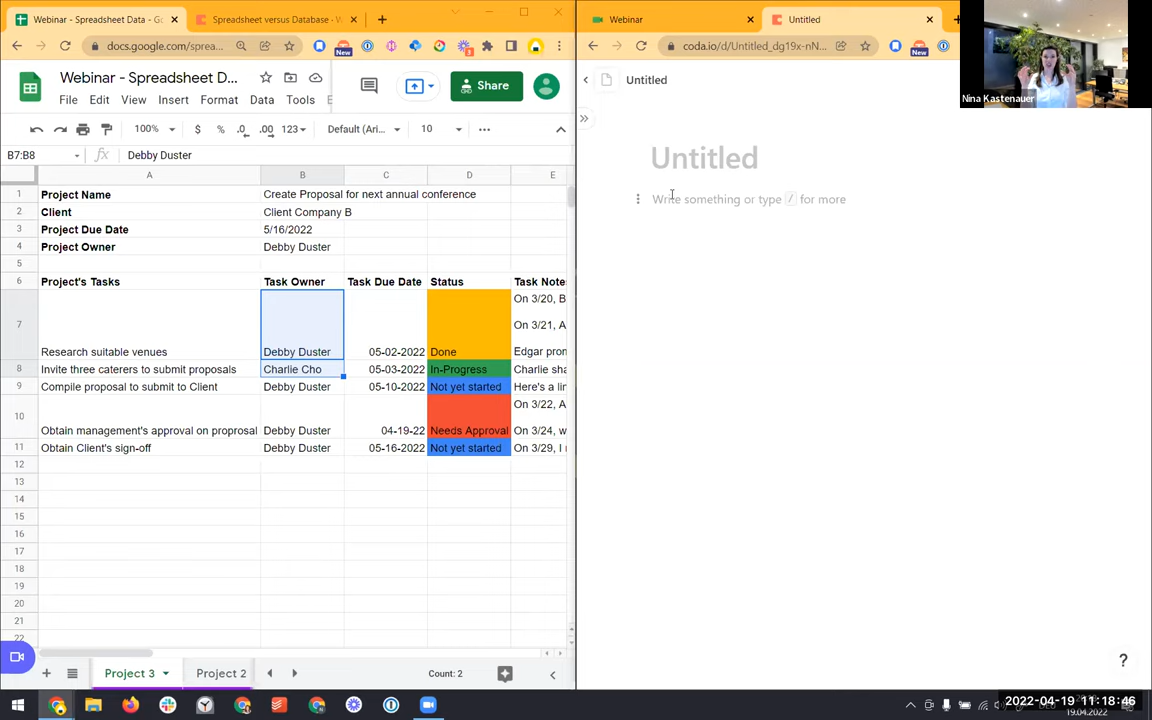 Webinar - Spreadsheet Data - Go
Spreadsheet versus Database - W
docs.google.com/sprea...
New
Webinar - Spreadsheet D...
File Edit View Insert Format Data Tools
Share
100%
$ % .0 .00 123
Default (Ari...
10
B7:B8
fx
Debby Duster
A B C D E
1 Project Name Create Proposal for next annual conference
2 Client Client Company B
3 Project Due Date 5/16/2022
4 Project Owner Debby Duster
5
6 Project's Tasks Task Owner Task Due Date Status Task Note
On 3/20, B
On 3/21, A
7 Research suitable venues Debby Duster 05-02-2022 Done Edgar pron
8 Invite three caterers to submit proposals Charlie Cho 05-03-2022 In-Progress Charlie sha
9 Compile proposal to submit to Client Debby Duster 05-10-2022 Not yet started Here's a lin
On 3/22, A
10 Obtain management's approval on proprosal Debby Duster 04-19-22 Needs Approval On 3/24, w
11 Obtain Client's sign-off Debby Duster 05-16-2022 Not yet started On 3/29, I
12
13
14
15
16
17
18
19
20
21
22
Project 3
Project 2
Count: 2
Webinar
Untitled
coda.io/d/Untitled_dg19x-nN...
New
Untitled
Nina Kastenauer
Untitled
Write something or type / for more
?
2022-04-19 11:18:46
19.04.2022